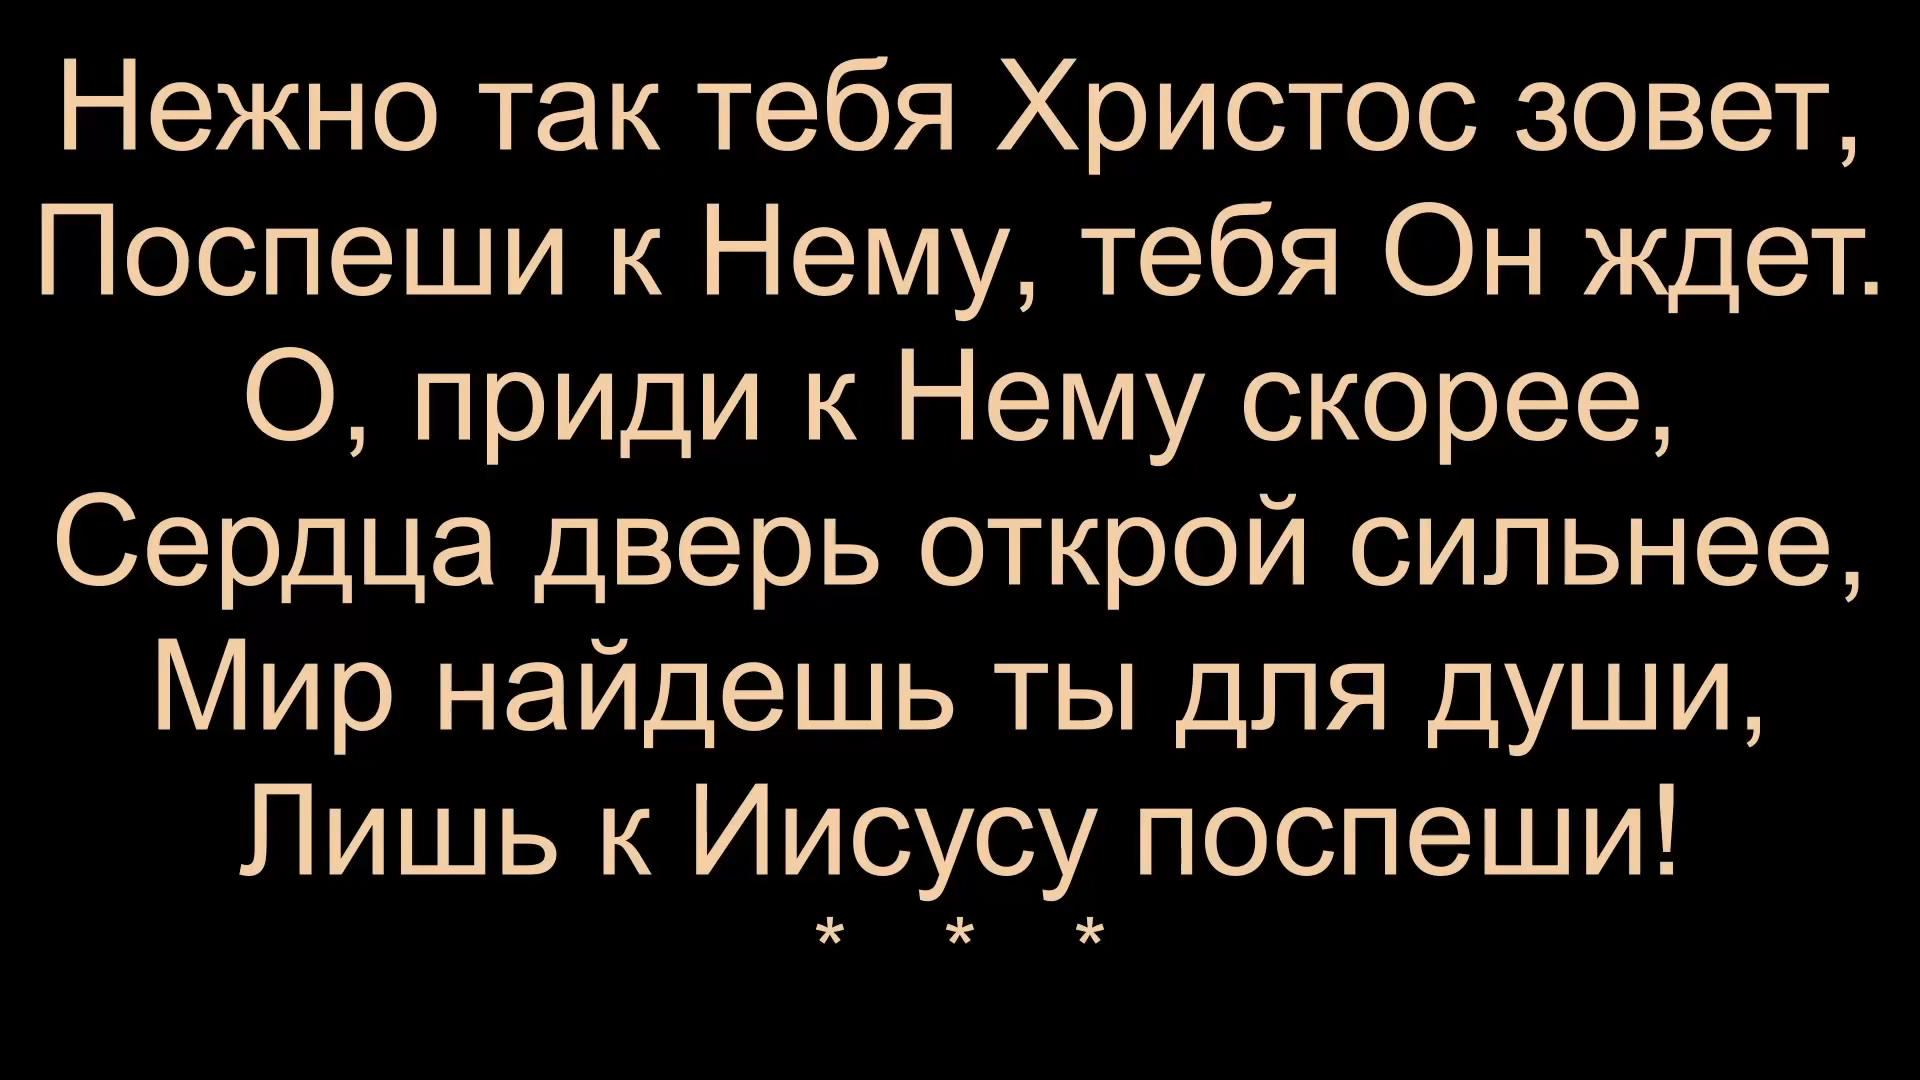 Нежно так тебя Христос зовет,
Поспеши к Нему, тебя Он ждет.
О, приди к Нему скорее,
Сердца дверь открой сильнее,
Мир найдешь ты для души,
Лишь к Иисусу поспеши!
* * *